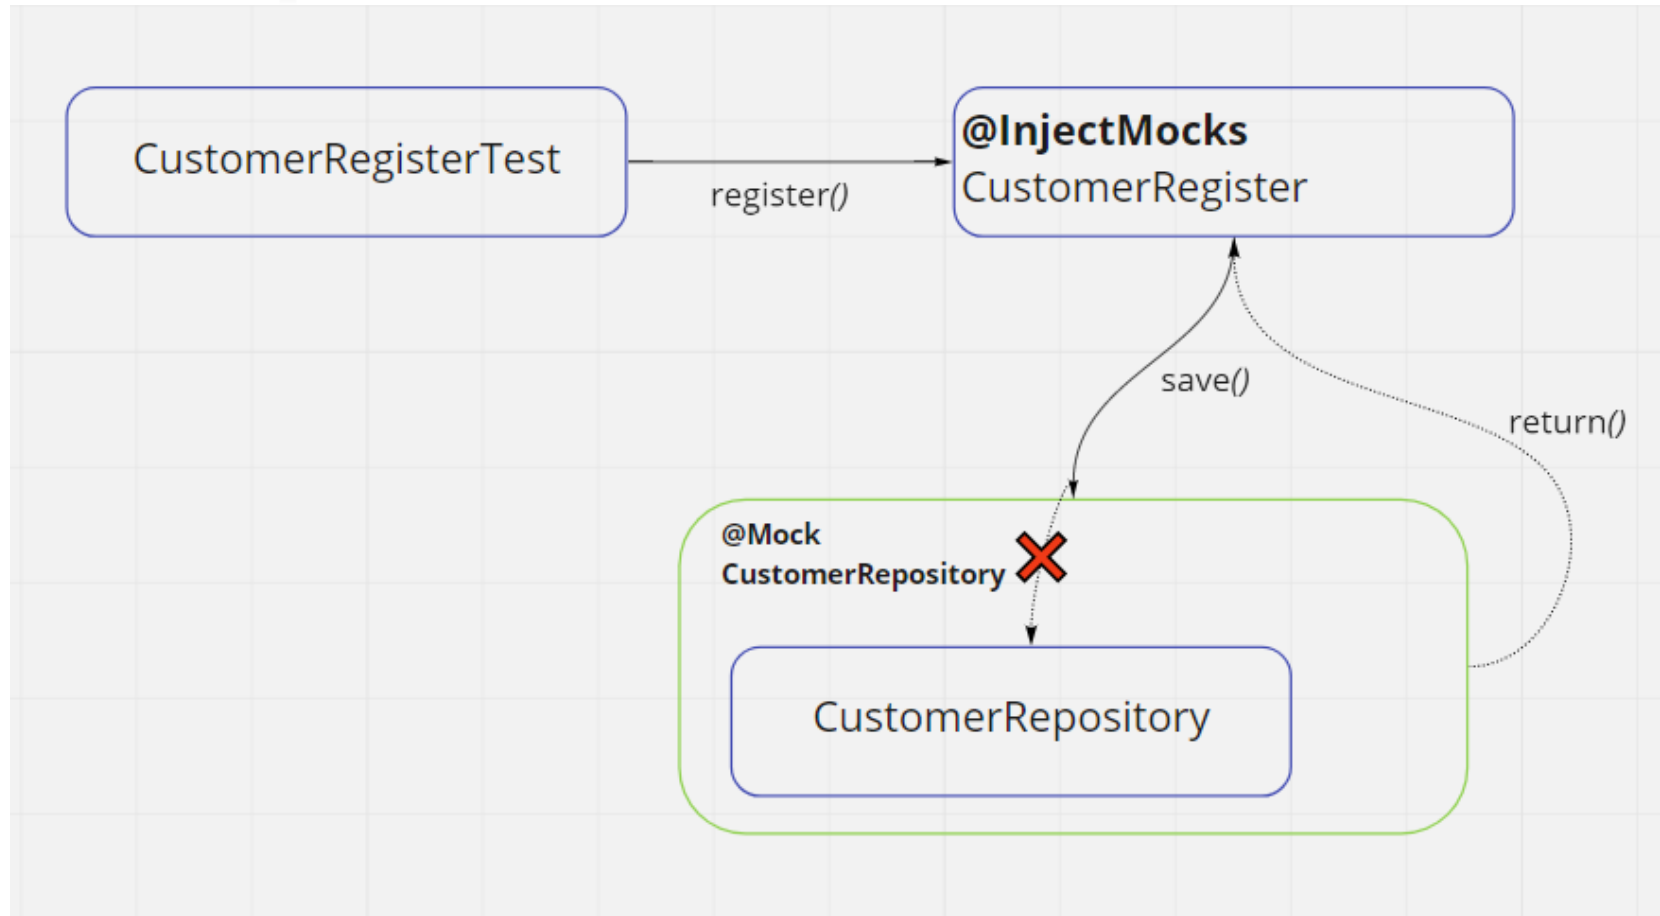 CustomerRegisterTest
register()
@InjectMocks
CustomerRegister
save()
return()
@Mock
CustomerRepository
CustomerRepository